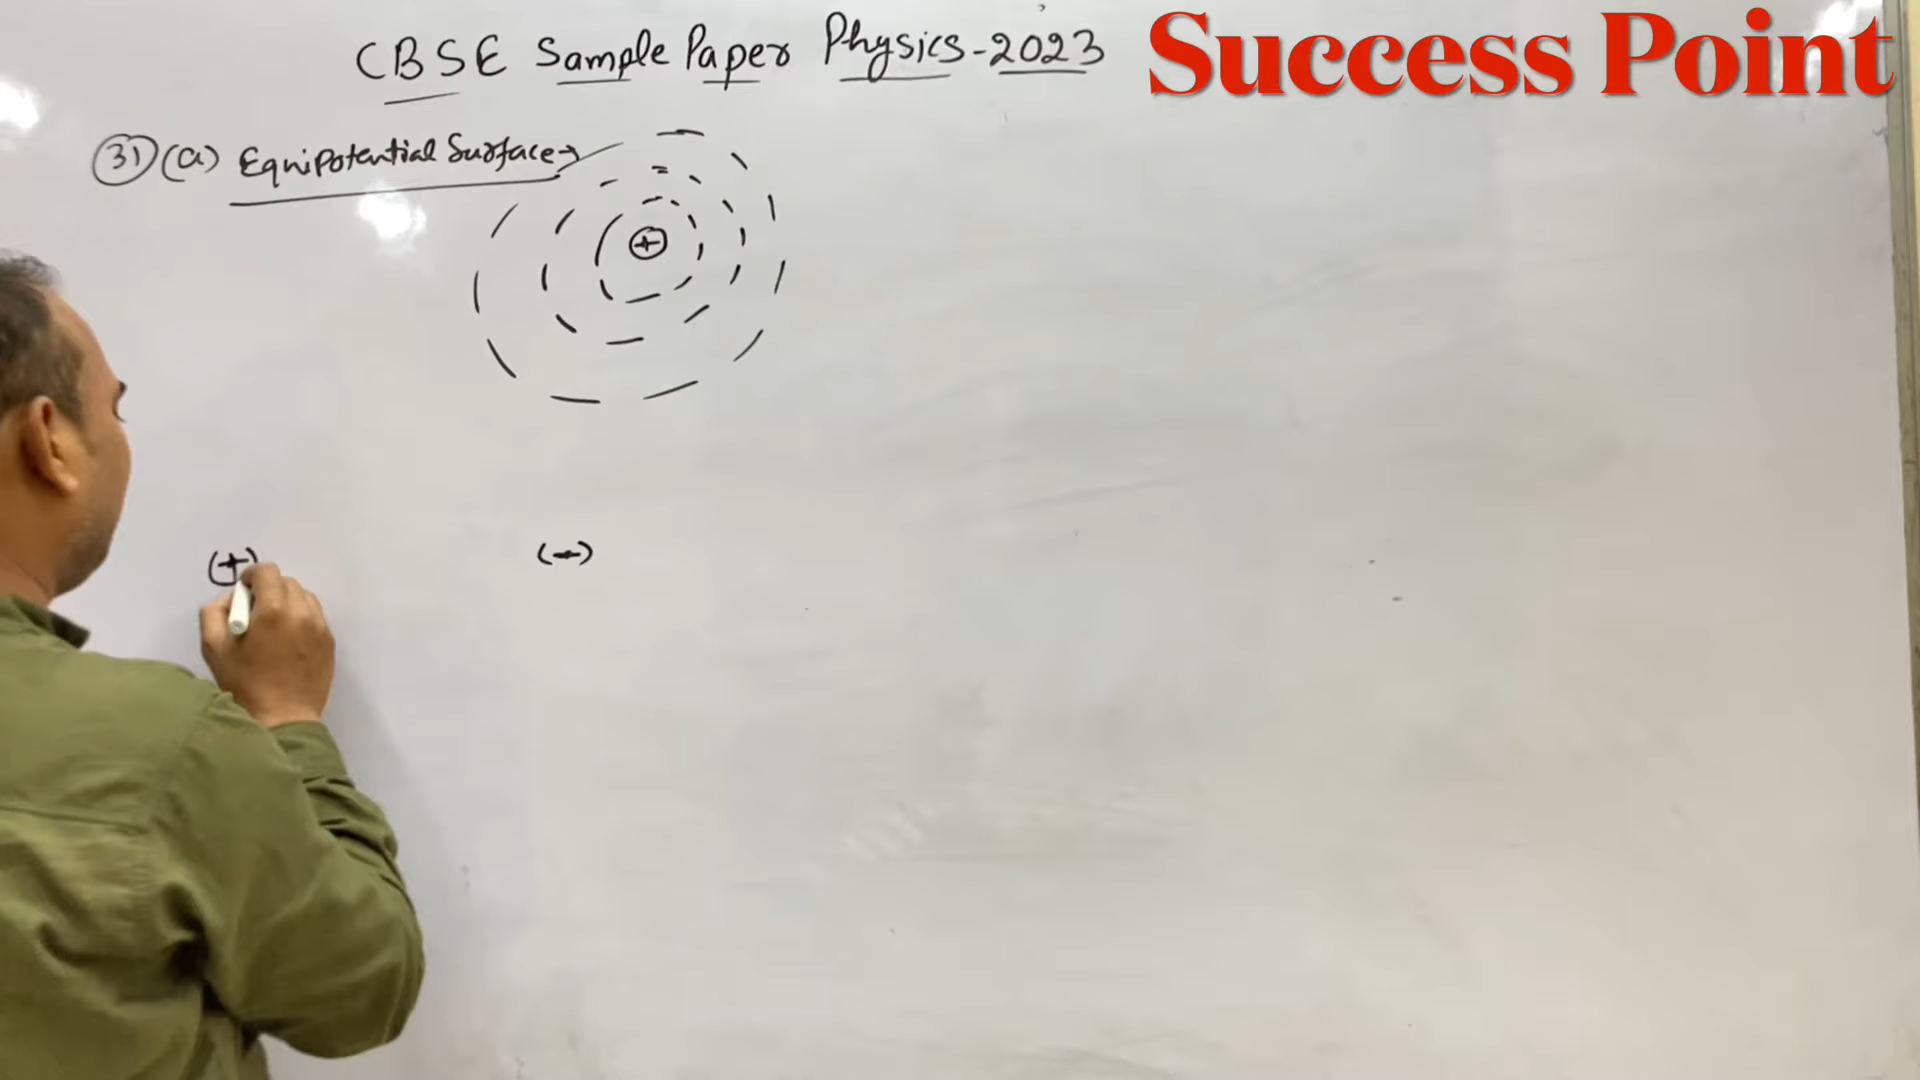 CBSE Sample Paper Physics-2023
Success Point
31 (a) Equipotential Surface→
+
(+) (-)